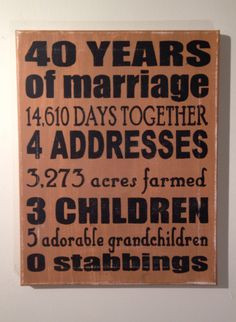 40 YEARS
of marriage
14,610 DAYS TOGETHER
4 ADDRESSES
3,273 acres farmed
3 CHILDREN
5 adorable grandchildren
0 stabbings